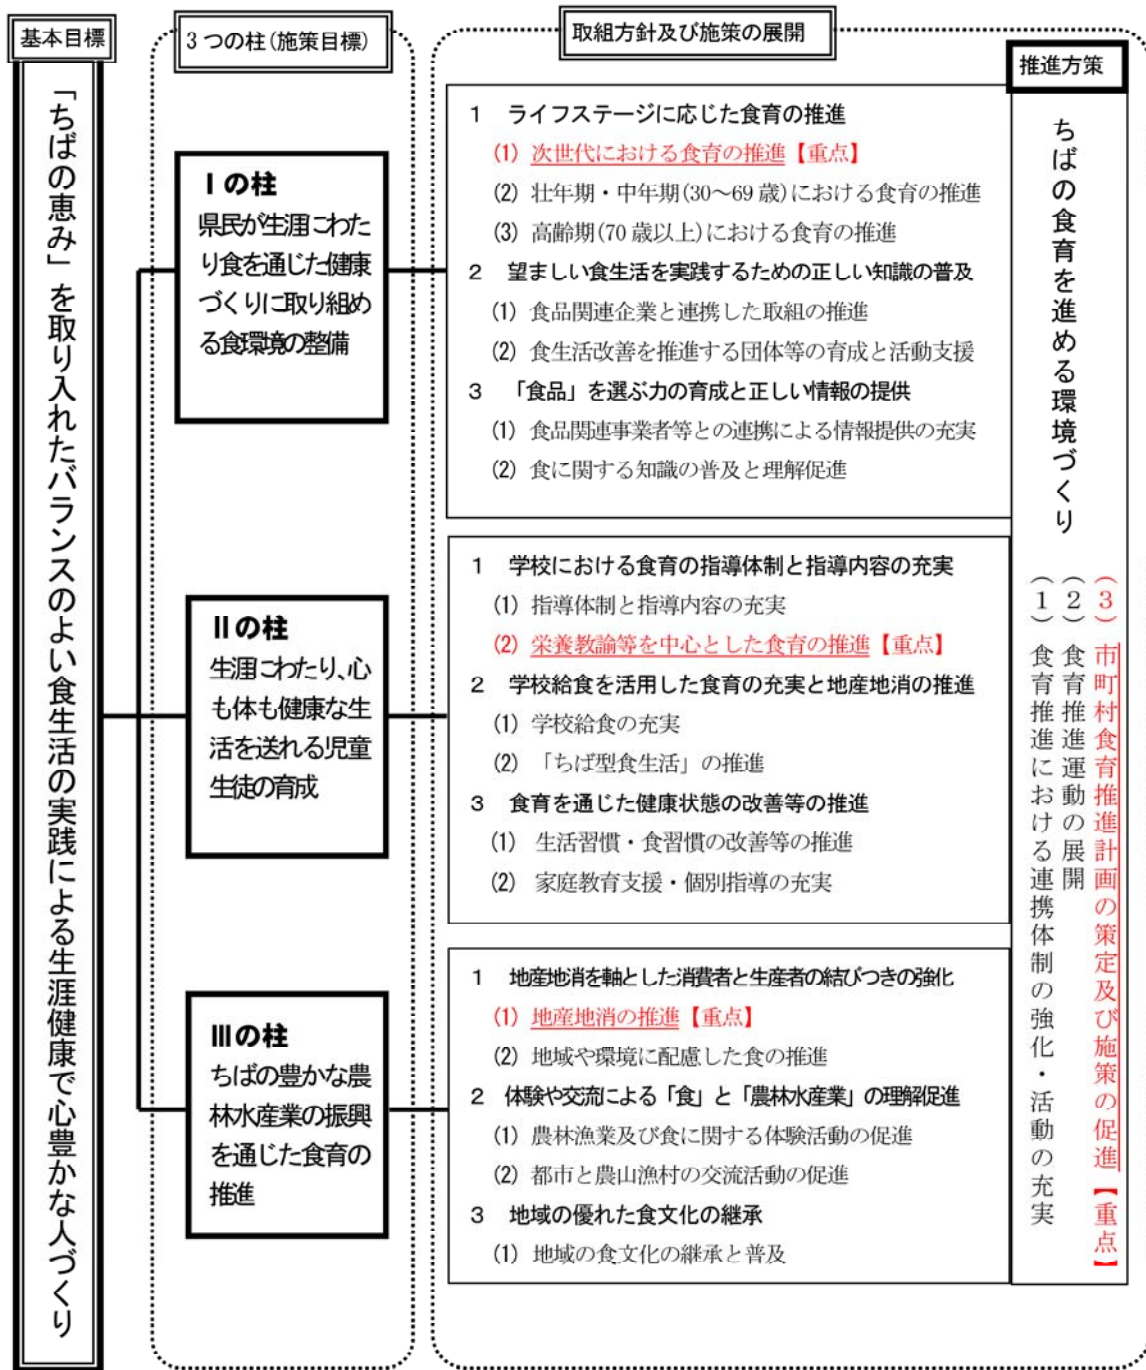 基本目標
「ちばの恵み」を取り入れたバランスのよい食生活の実践による生涯健康で心豊かな人づくり
3つの柱(施策目標)
Ⅰの柱
県民が生涯にわた
り食を通じた健康
づくりに取り組め
る食環境の整備
Ⅱの柱
生涯にわたり、心
も体も健康な生
活を送れる児童
生徒の育成
Ⅲの柱
ちばの豊かな農
林水産業の振興
を通じた食育の
推進
取組方針及び施策の展開
1 ライフステージに応じた食育の推進
(1) 次世代における食育の推進【重点】
(2) 壮年期・中年期(30～69歳)における食育の推進
(3) 高齢期(70歳以上)における食育の推進
2 望ましい食生活を実践するための正しい知識の普及
(1) 食品関連企業と連携した取組の推進
(2) 食生活改善を推進する団体等の育成と活動支援
3 「食品」を選ぶ力の育成と正しい情報の提供
(1) 食品関連事業者等との連携による情報提供の充実
(2) 食に関する知識の普及と理解促進
1 学校における食育の指導体制と指導内容の充実
(1) 指導体制と指導内容の充実
(2) 栄養教諭等を中心とした食育の推進【重点】
2 学校給食を活用した食育の充実と地産地消の推進
(1) 学校給食の充実
(2) 「ちば型食生活」の推進
3 食育を通じた健康状態の改善等の推進
(1) 生活習慣・食習慣の改善等の推進
(2) 家庭教育支援・個別指導の充実
1 地産地消を軸とした消費者と生産者の結びつきの強化
(1) 地産地消の推進【重点】
(2) 地域や環境に配慮した食の推進
2 体験や交流による「食」と「農林水産業」の理解促進
(1) 農林漁業及び食に関する体験活動の促進
(2) 都市と農山漁村の交流活動の促進
3 地域の優れた食文化の継承
(1) 地域の食文化の継承と普及
推進方策
ちばの食育を進める環境づくり
(1) 食育推進における連携体制の強化・活動の充実
(2) 食育推進運動の展開
(3) 市町村食育推進計画の策定及び施策の促進【重点】